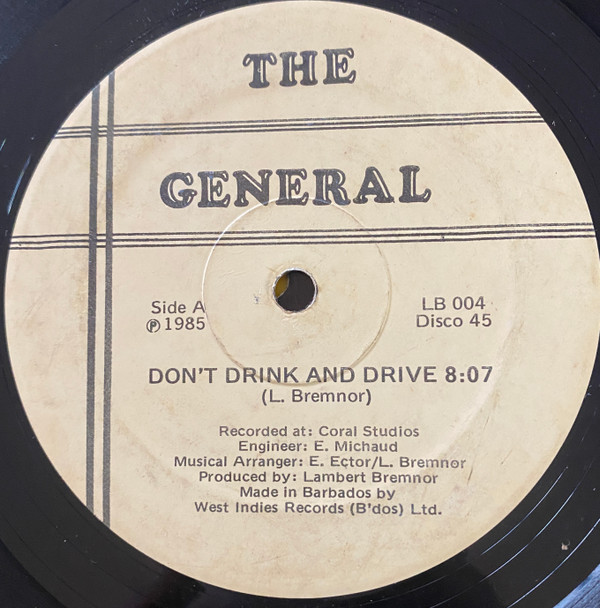 THE
GENERAL
Side A
℗ 1985
LB 004
Disco 45
DON'T DRINK AND DRIVE 8:07
(L. Bremnor)
Recorded at: Coral Studios
Engineer: E. Michaud
Musical Arranger: E. Ector/L. Bremnor
Produced by: Lambert Bremnor
Made in Barbados by
West Indies Records (B'dos) Ltd.